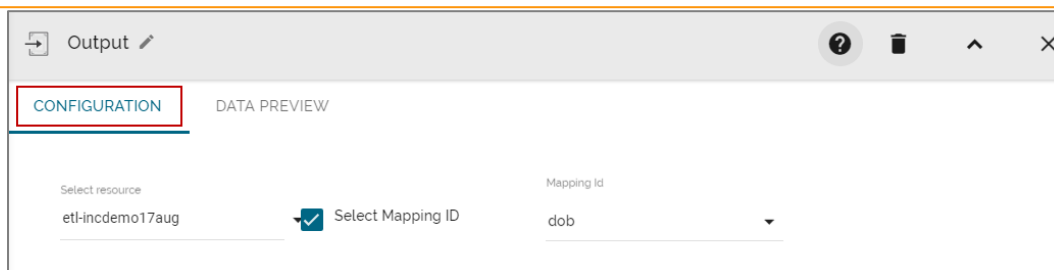 Output
CONFIGURATION DATA PREVIEW
Select resource Mapping Id
etl-incdemo17aug Select Mapping ID dob